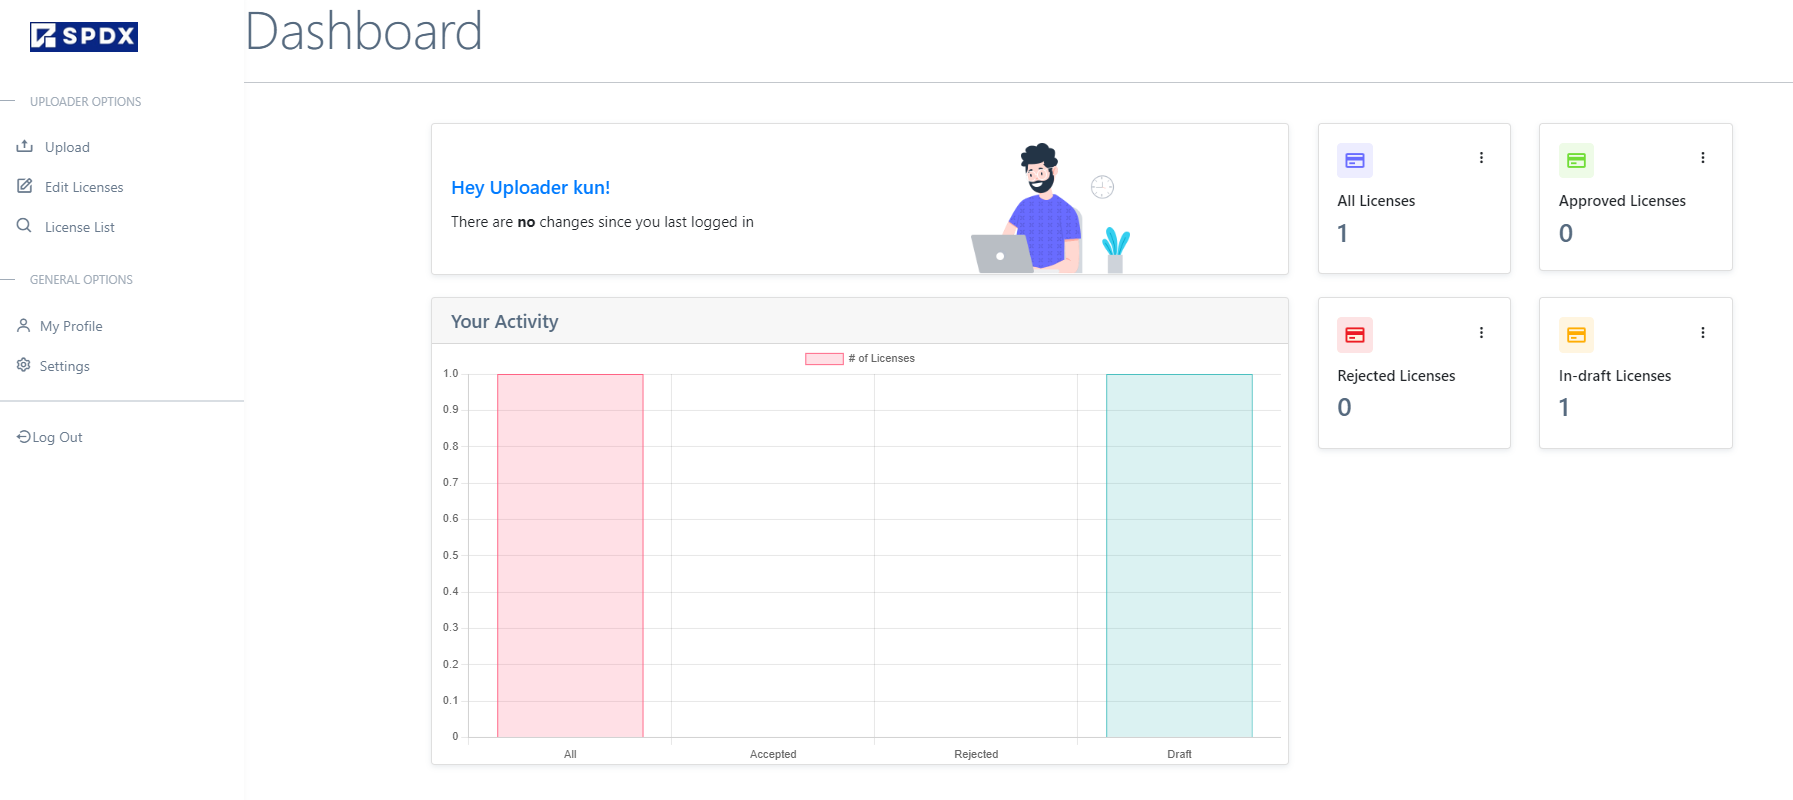 SPDX
Dashboard
UPLOADER OPTIONS
Upload
Edit Licenses
License List
GENERAL OPTIONS
My Profile
Settings
Log Out
Hey Uploader kun!
There are no changes since you last logged in
All Licenses
1
Approved Licenses
0
Rejected Licenses
0
In-draft Licenses
1
Your Activity
# of Licenses
1.0
0.9
0.8
0.7
0.6
0.5
0.4
0.3
0.2
0.1
0
All
Accepted
Rejected
Draft